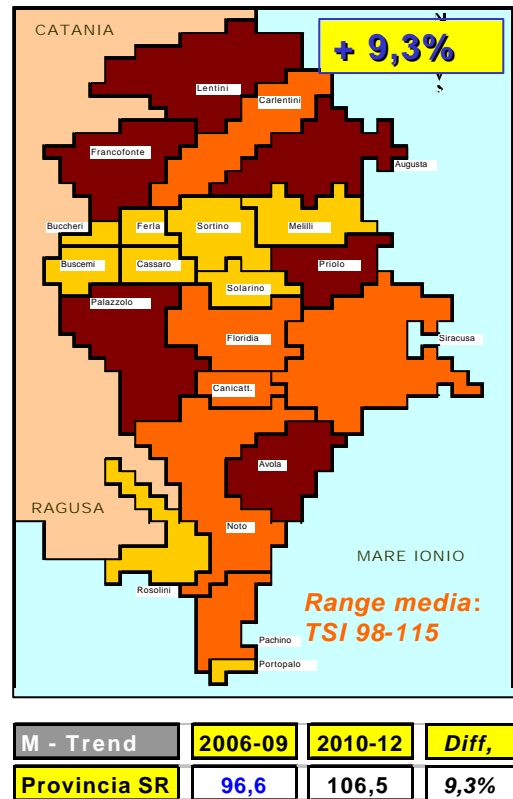 CATANIA
+ 9,3%
Lentini
Carlentini
Francofonte
Augusta
Buccheri
Ferla
Sortino
Melilli
Buscemi
Cassaro
Priolo
Solarino
Palazzolo
Floridia
Siracusa
Canicatt.
Avola
RAGUSA
Noto
MARE IONIO
Rosolini
Range media:
TSI 98-115
Pachino
Portopalo
M - Trend 2006-09 2010-12 Diff,
Provincia SR 96,6 106,5 9,3%